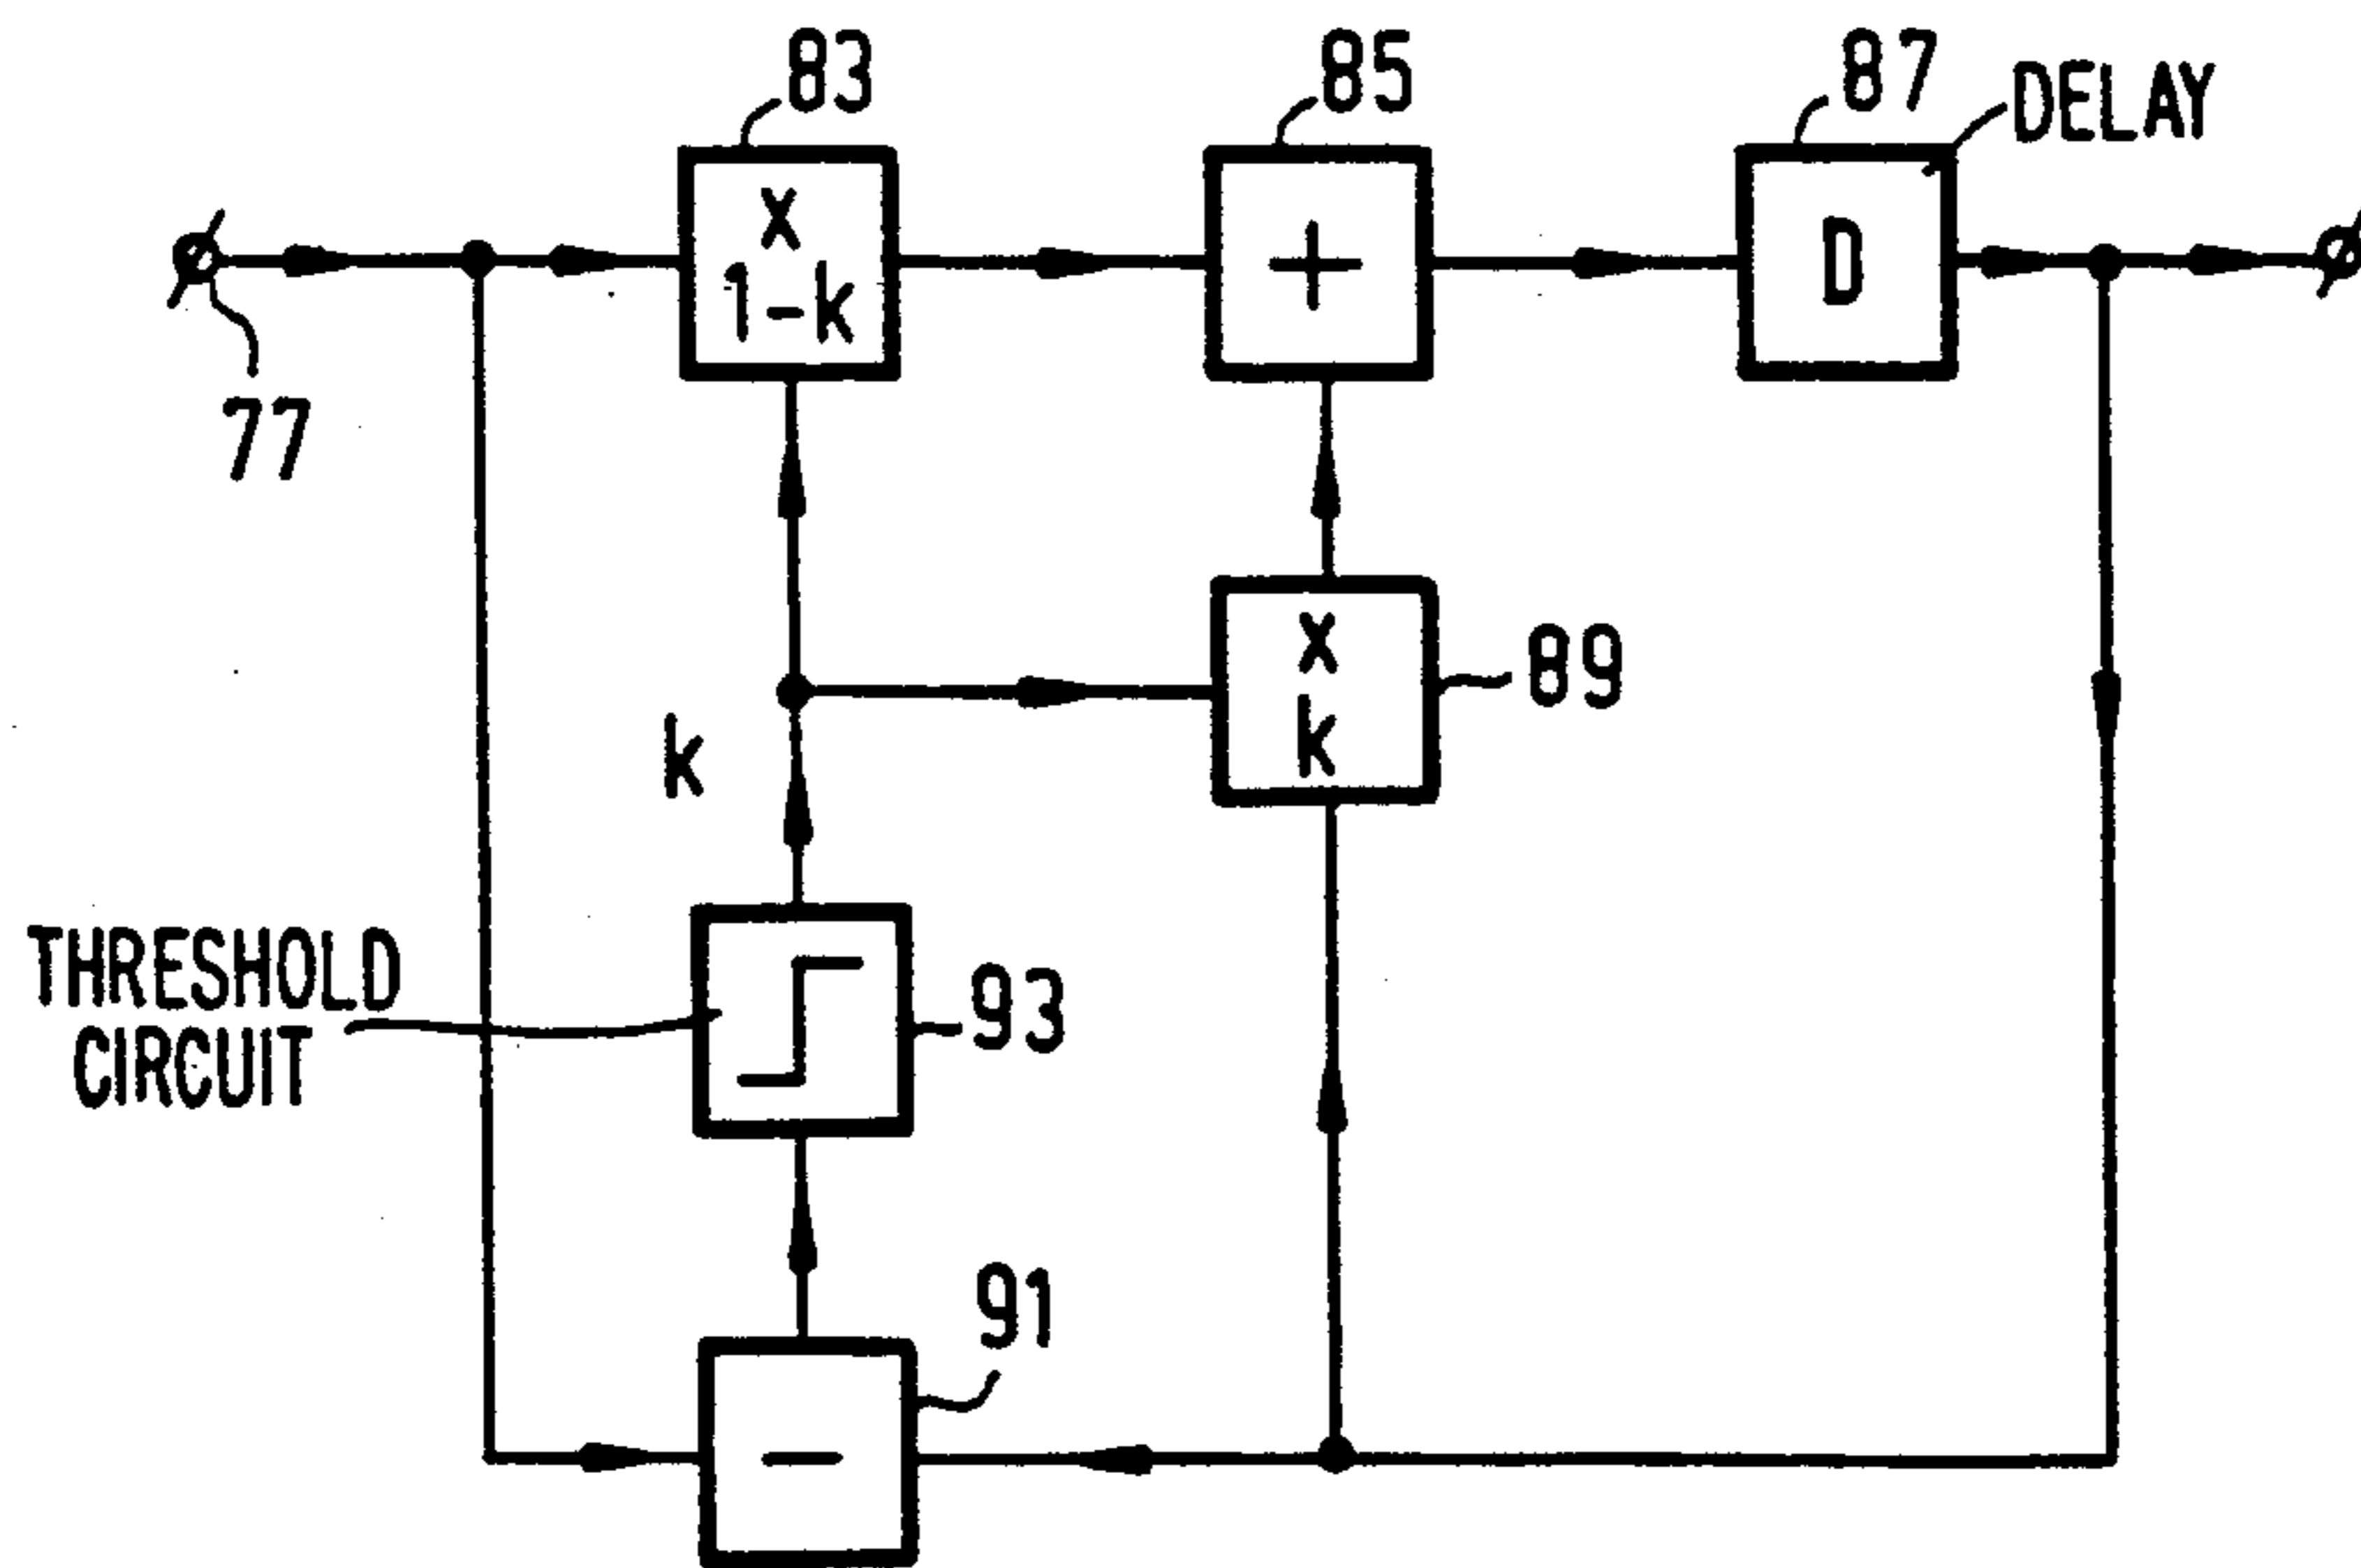 83
85
87
DELAY
x
1-k
+
D
77
x
k
89
k
THRESHOLD
CIRCUIT
93
91
−